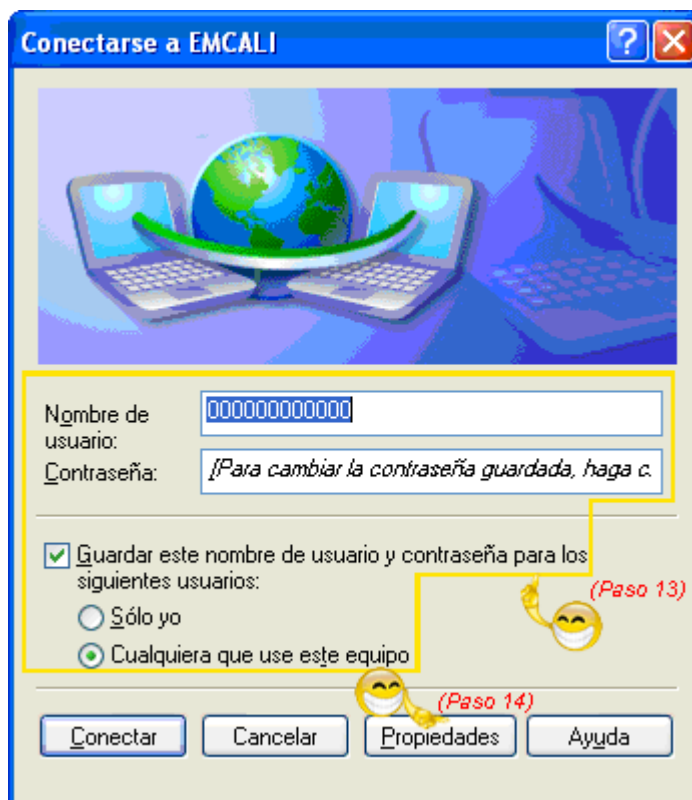 Conectarse a EMCALI
Nombre de
usuario:
000000000000
Contraseña:
[Para cambiar la contraseña guardada, haga c.
Guardar este nombre de usuario y contraseña para los
siguientes usuarios:
(Paso 13)
Sólo yo
Cualquiera que use este equipo
(Paso 14)
Conectar
Cancelar
Propiedades
Ayuda